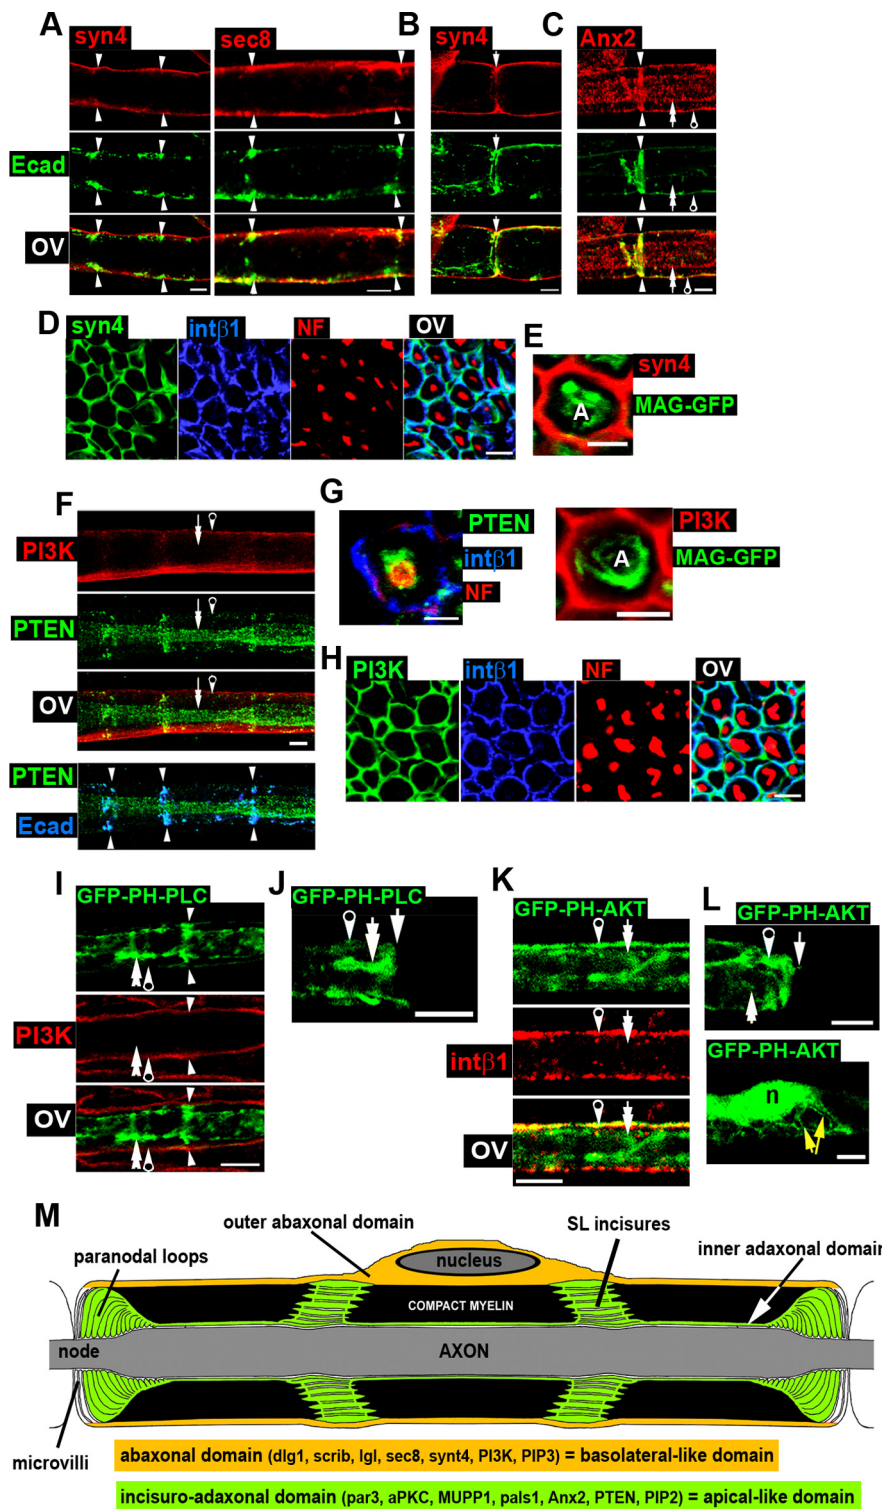 A
syn4
sec8
B
syn4
C
Anx2
Ecad
OV
D
syn4
intβ1
NF
OV
E
syn4
MAG-GFP
A
F
PI3K
PTEN
OV
PTEN
Ecad
G
PTEN
intβ1
NF
PI3K
MAG-GFP
A
H
PI3K
intβ1
NF
OV
I
GFP-PH-PLC
PI3K
OV
J
GFP-PH-PLC
K
GFP-PH-AKT
intβ1
OV
L
GFP-PH-AKT
GFP-PH-AKT
n
M
outer abaxonal domain
SL incisures
paranodal loops
inner adaxonal domain
nucleus
COMPACT MYELIN
node
AXON
microvilli
abaxonal domain (dlg1, scrib, lgl, sec8, synt4, PI3K, PIP3) = basolateral-like domain
incisuro-adaxonal domain (par3, aPKC, MUPP1, pals1, Anx2, PTEN, PIP2) = apical-like domain